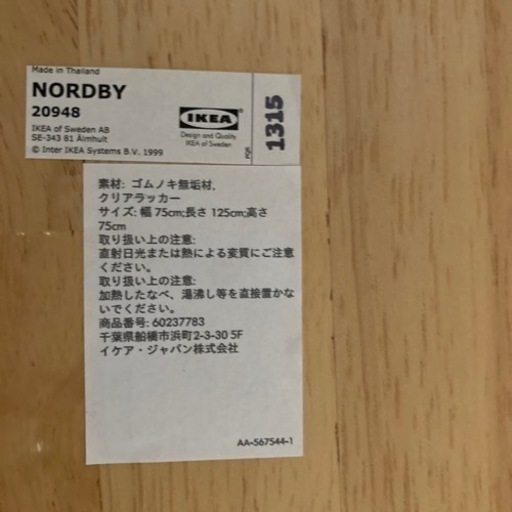 Made in Thailand
NORDBY
20948
IKEA of Sweden AB
SE-343 81 Älmhult
© Inter IKEA Systems B.V. 1999
IKEA
Design and Quality
IKEA of Sweden
1315
素材: ゴムノキ無垢材、
クリアラッカー
サイズ: 幅 75cm;長さ 125cm;高さ
75cm
取り扱い上の注意:
直射日光または熱による変質にご注意
ください。
取り扱い上の注意:
加熱したなべ、湯沸し等を直接置かな
いでください。
商品番号: 60237783
千葉県船橋市浜町2-3-30 5F
イケア・ジャパン株式会社
AA-567544-1